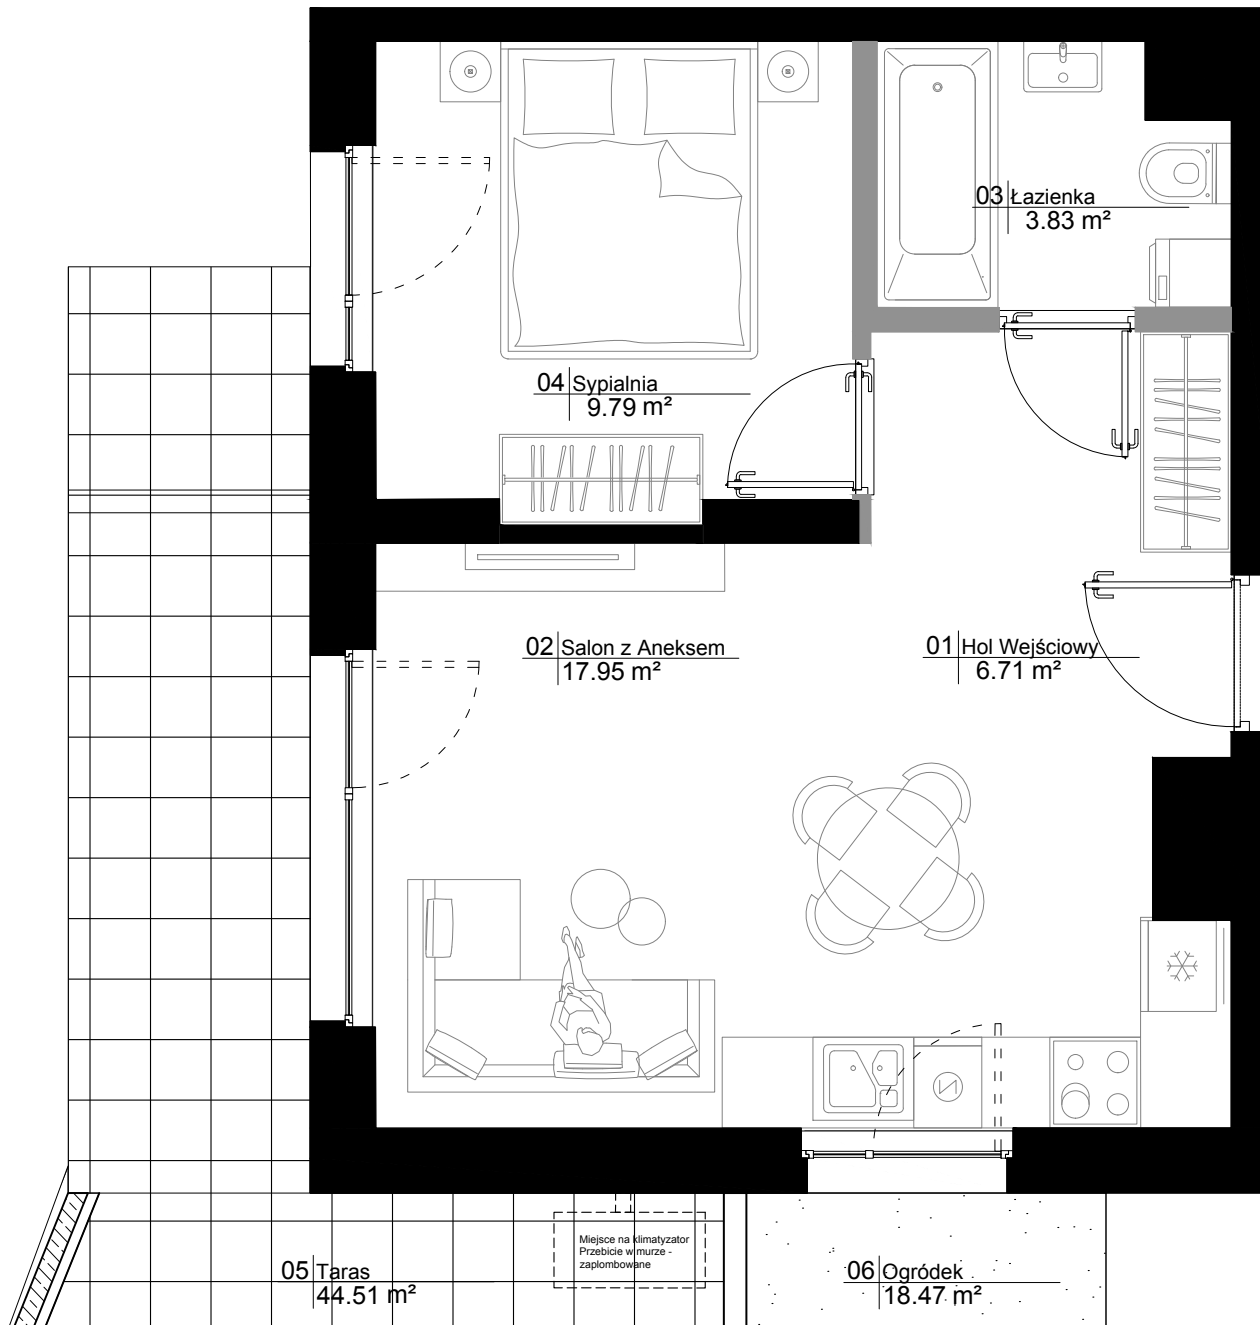 03 Łazienka
3.83 m²
04 Sypialnia
9.79 m²
02 Salon z Aneksem
17.95 m²
01 Hol Wejściowy
6.71 m²
Miejsce na klimatyzator
Przebicie w murze -
zaplombowane
05 Taras
44.51 m²
06 Ogródek
18.47 m²